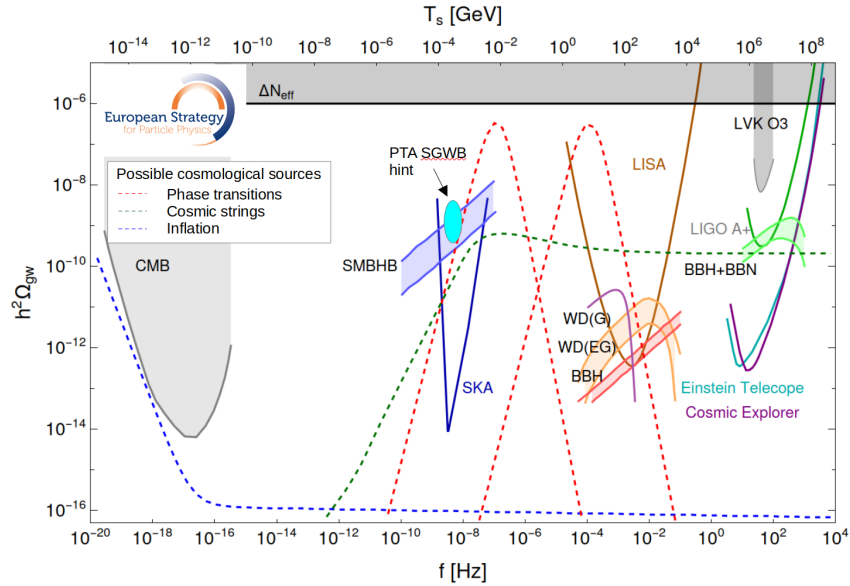 T_s [GeV]
10^-14 10^-12 10^-10 10^-8 10^-6 10^-4 10^-2 10^0 10^2 10^4 10^6 10^8
10^-6
10^-8
10^-10
10^-12
10^-14
10^-16
h²Ω_gw
ΔN_eff
European Strategy
for Particle Physics
Possible cosmological sources
Phase transitions
Cosmic strings
Inflation
CMB
PTA SGWB
hint
SMBHB
SKA
LISA
WD(G)
WD(EG)
BBH
LVK O3
LIGO A+
BBH+BBN
Einstein Telecope
Cosmic Explorer
10^-20 10^-18 10^-16 10^-14 10^-12 10^-10 10^-8 10^-6 10^-4 10^-2 10^0 10^2 10^4
f [Hz]